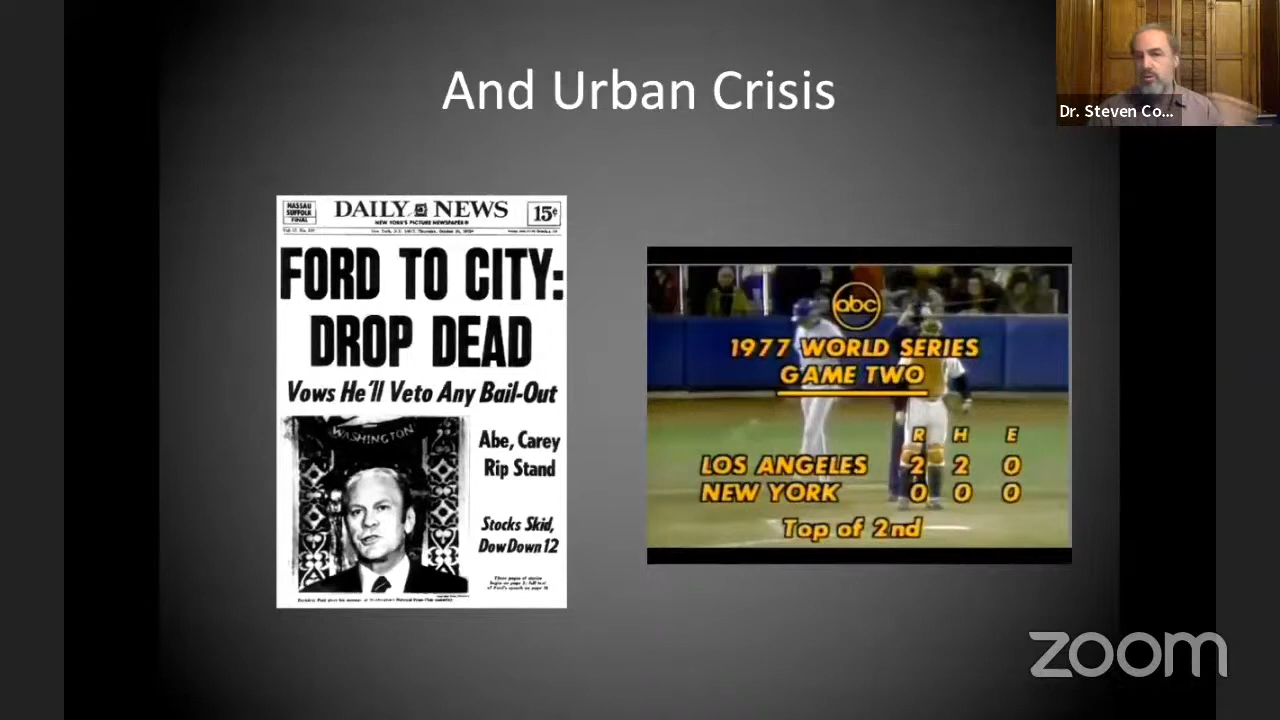 And Urban Crisis
Dr. Steven Co...
NASSAU
SUFFOLK
FINAL
DAILY NEWS
15¢
NEW YORK'S PICTURE NEWSPAPER®
FORD TO CITY:
DROP DEAD
Vows He'll Veto Any Bail-Out
WASHINGTON
Abe, Carey
Rip Stand
Stocks Skid,
Dow Down 12
abc
1977 WORLD SERIES
GAME TWO
R H E
LOS ANGELES 2 2 0
NEW YORK 0 0 0
Top of 2nd
zoom